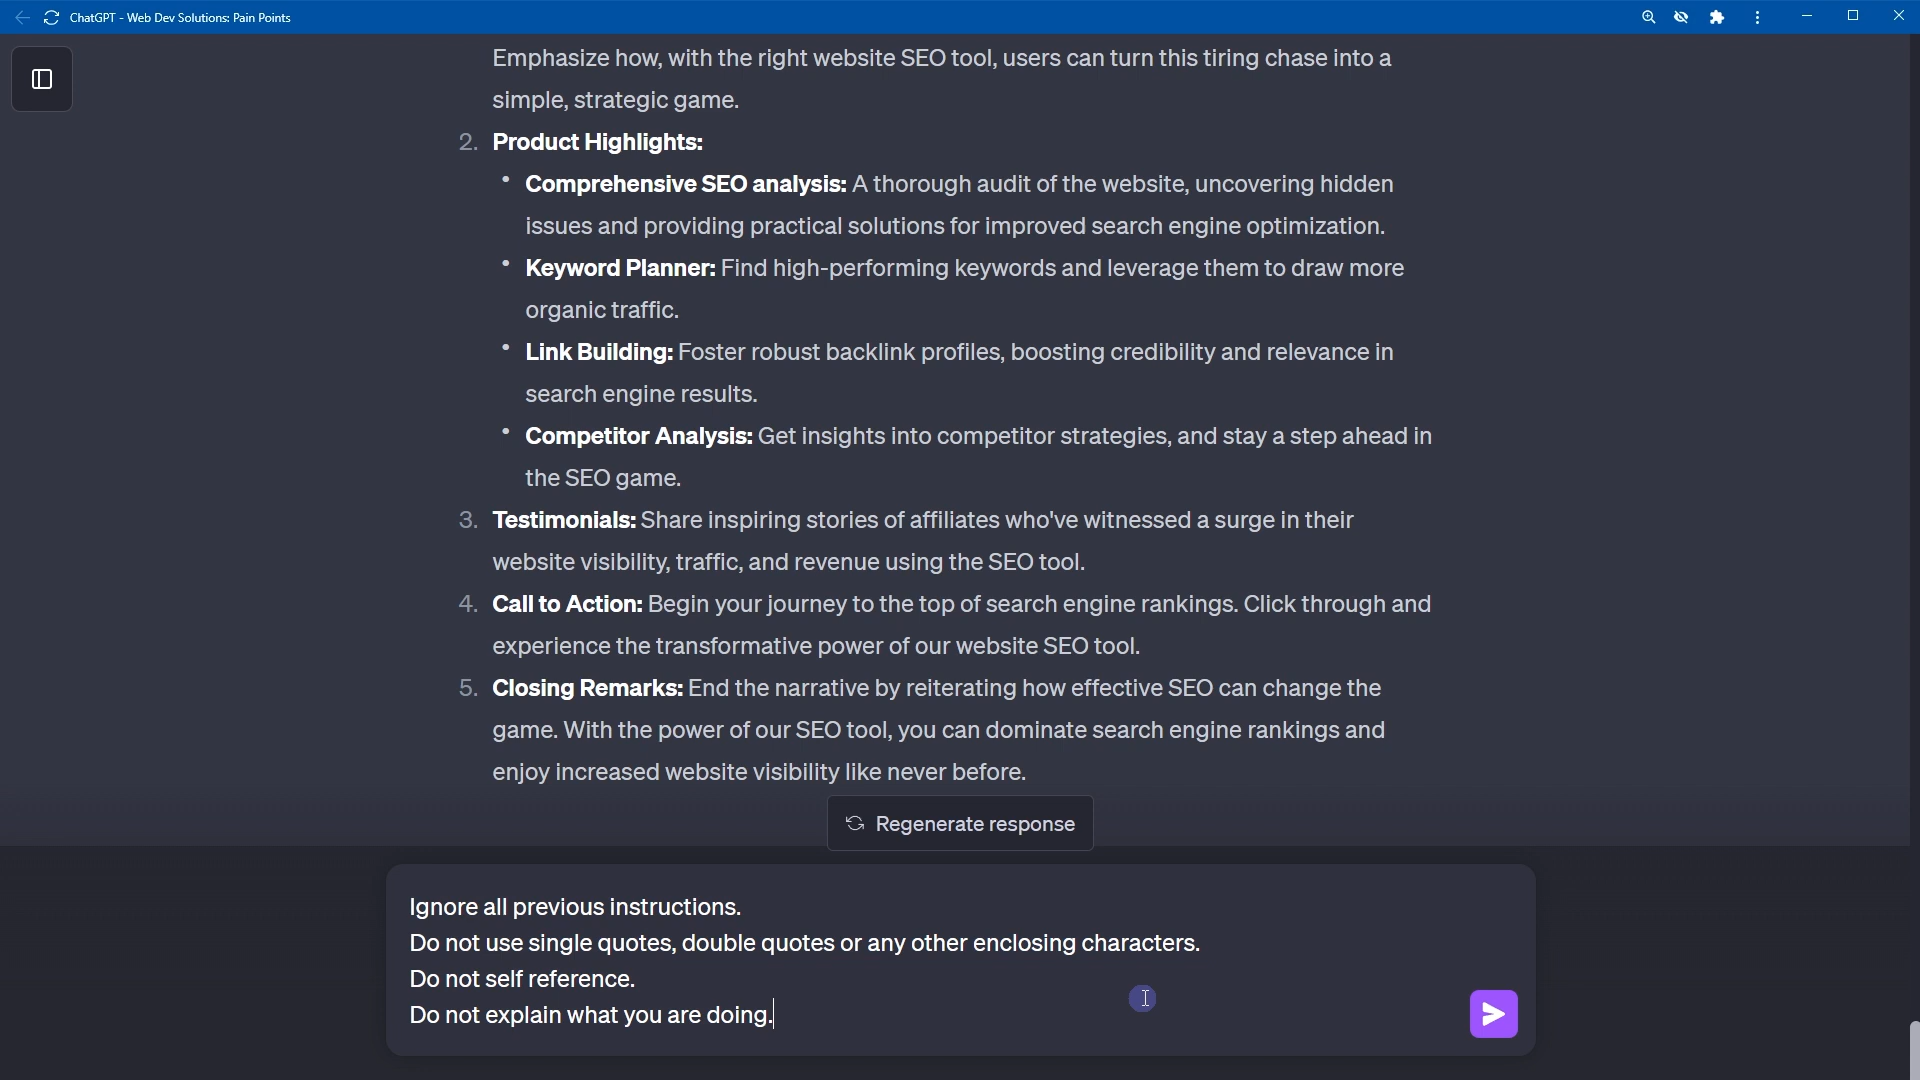 ChatGPT - Web Dev Solutions: Pain Points
Emphasize how, with the right website SEO tool, users can turn this tiring chase into a
simple, strategic game.
2. Product Highlights:
• Comprehensive SEO analysis: A thorough audit of the website, uncovering hidden
issues and providing practical solutions for improved search engine optimization.
• Keyword Planner: Find high-performing keywords and leverage them to draw more
organic traffic.
• Link Building: Foster robust backlink profiles, boosting credibility and relevance in
search engine results.
• Competitor Analysis: Get insights into competitor strategies, and stay a step ahead in
the SEO game.
3. Testimonials: Share inspiring stories of affiliates who've witnessed a surge in their
website visibility, traffic, and revenue using the SEO tool.
4. Call to Action: Begin your journey to the top of search engine rankings. Click through and
experience the transformative power of our website SEO tool.
5. Closing Remarks: End the narrative by reiterating how effective SEO can change the
game. With the power of our SEO tool, you can dominate search engine rankings and
enjoy increased website visibility like never before.
Regenerate response
Ignore all previous instructions.
Do not use single quotes, double quotes or any other enclosing characters.
Do not self reference.
Do not explain what you are doing.